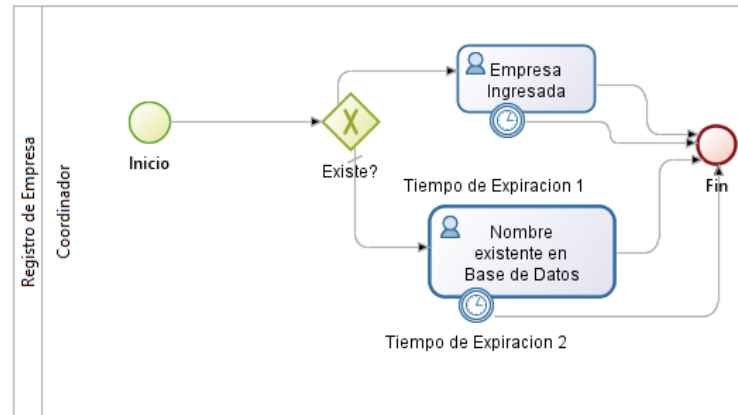 Registro de Empresa
Coordinador
Inicio
Existe?
Empresa
Ingresada
Tiempo de Expiracion 1
Fin
Nombre
existente en
Base de Datos
Tiempo de Expiracion 2